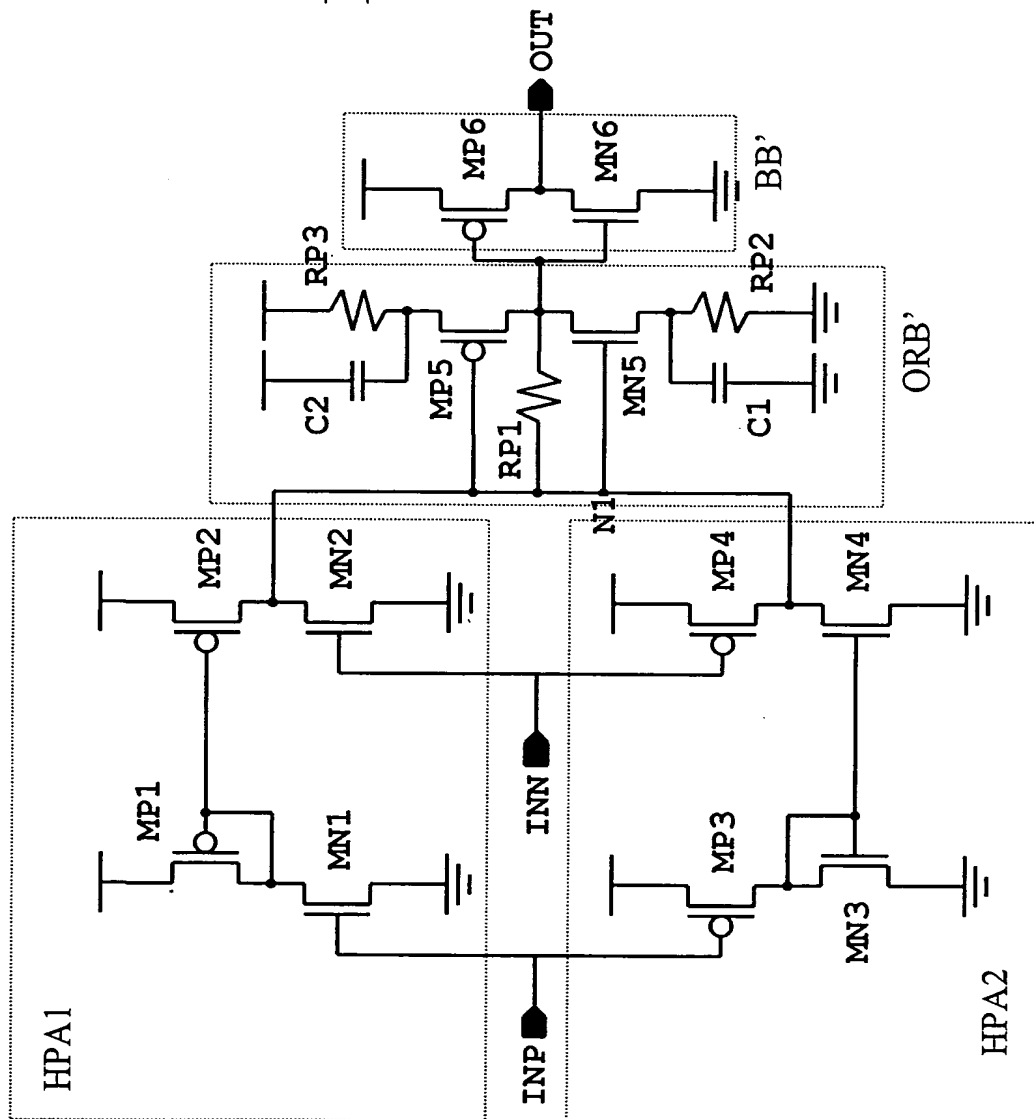 HPA1
MP1
MN1
MP2
MN2
INP
INN
HPA2
MP3
MN3
MP4
MN4
N1
ORB'
C2
RP3
MP5
RP1
MN5
C1
RP2
BB'
MP6
MN6
OUT